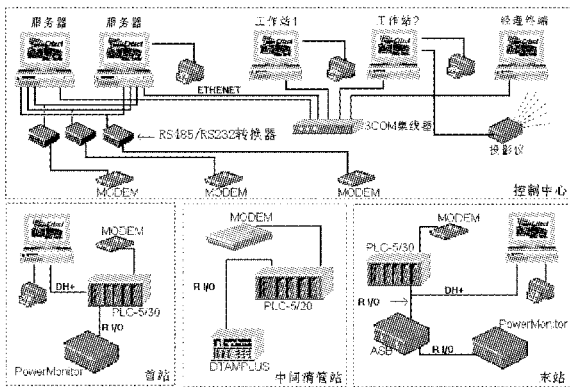 服务器 服务器 工作站1 工作站2 经理终端
ETHENET
3COM集线器
RS485/RS232转换器
投影仪
MODEM MODEM MODEM
控制中心
MODEM
DH+
PLC-5/30
R I/O
PowerMonitor
首站
MODEM
R I/O
PLC-5/20
DTAMPLUS
中间清管站
MODEM
PLC-5/30
DH+
R I/O
PowerMonitor
ASB
R I/O
末站